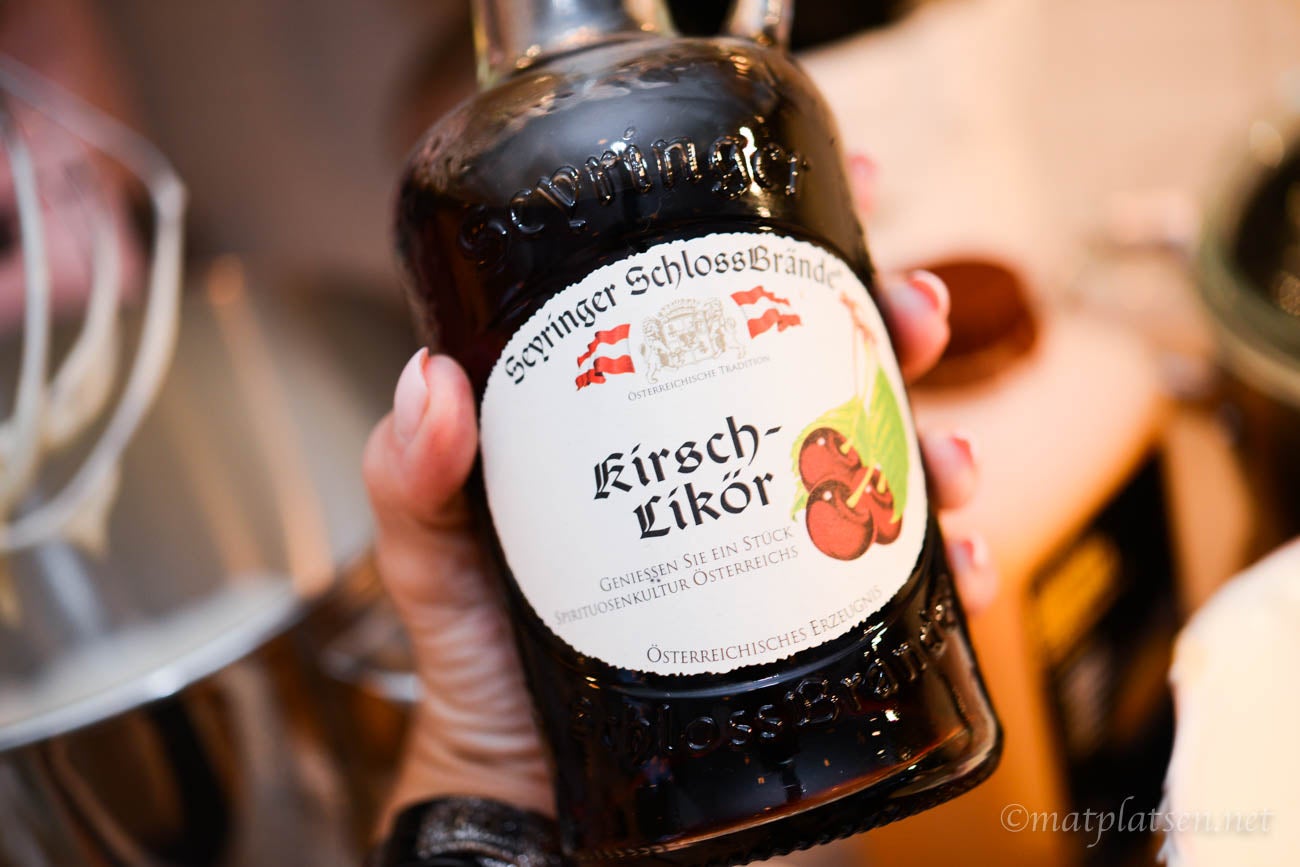 Seyringer
Seyringer SchlossBrände
Österreichische Tradition
Kirsch-
Likör
Geniessen Sie ein Stück
Spirituosenkultur Österreichs
Österreichisches Erzeugnis
SchlossBrände
©matplatsen.net